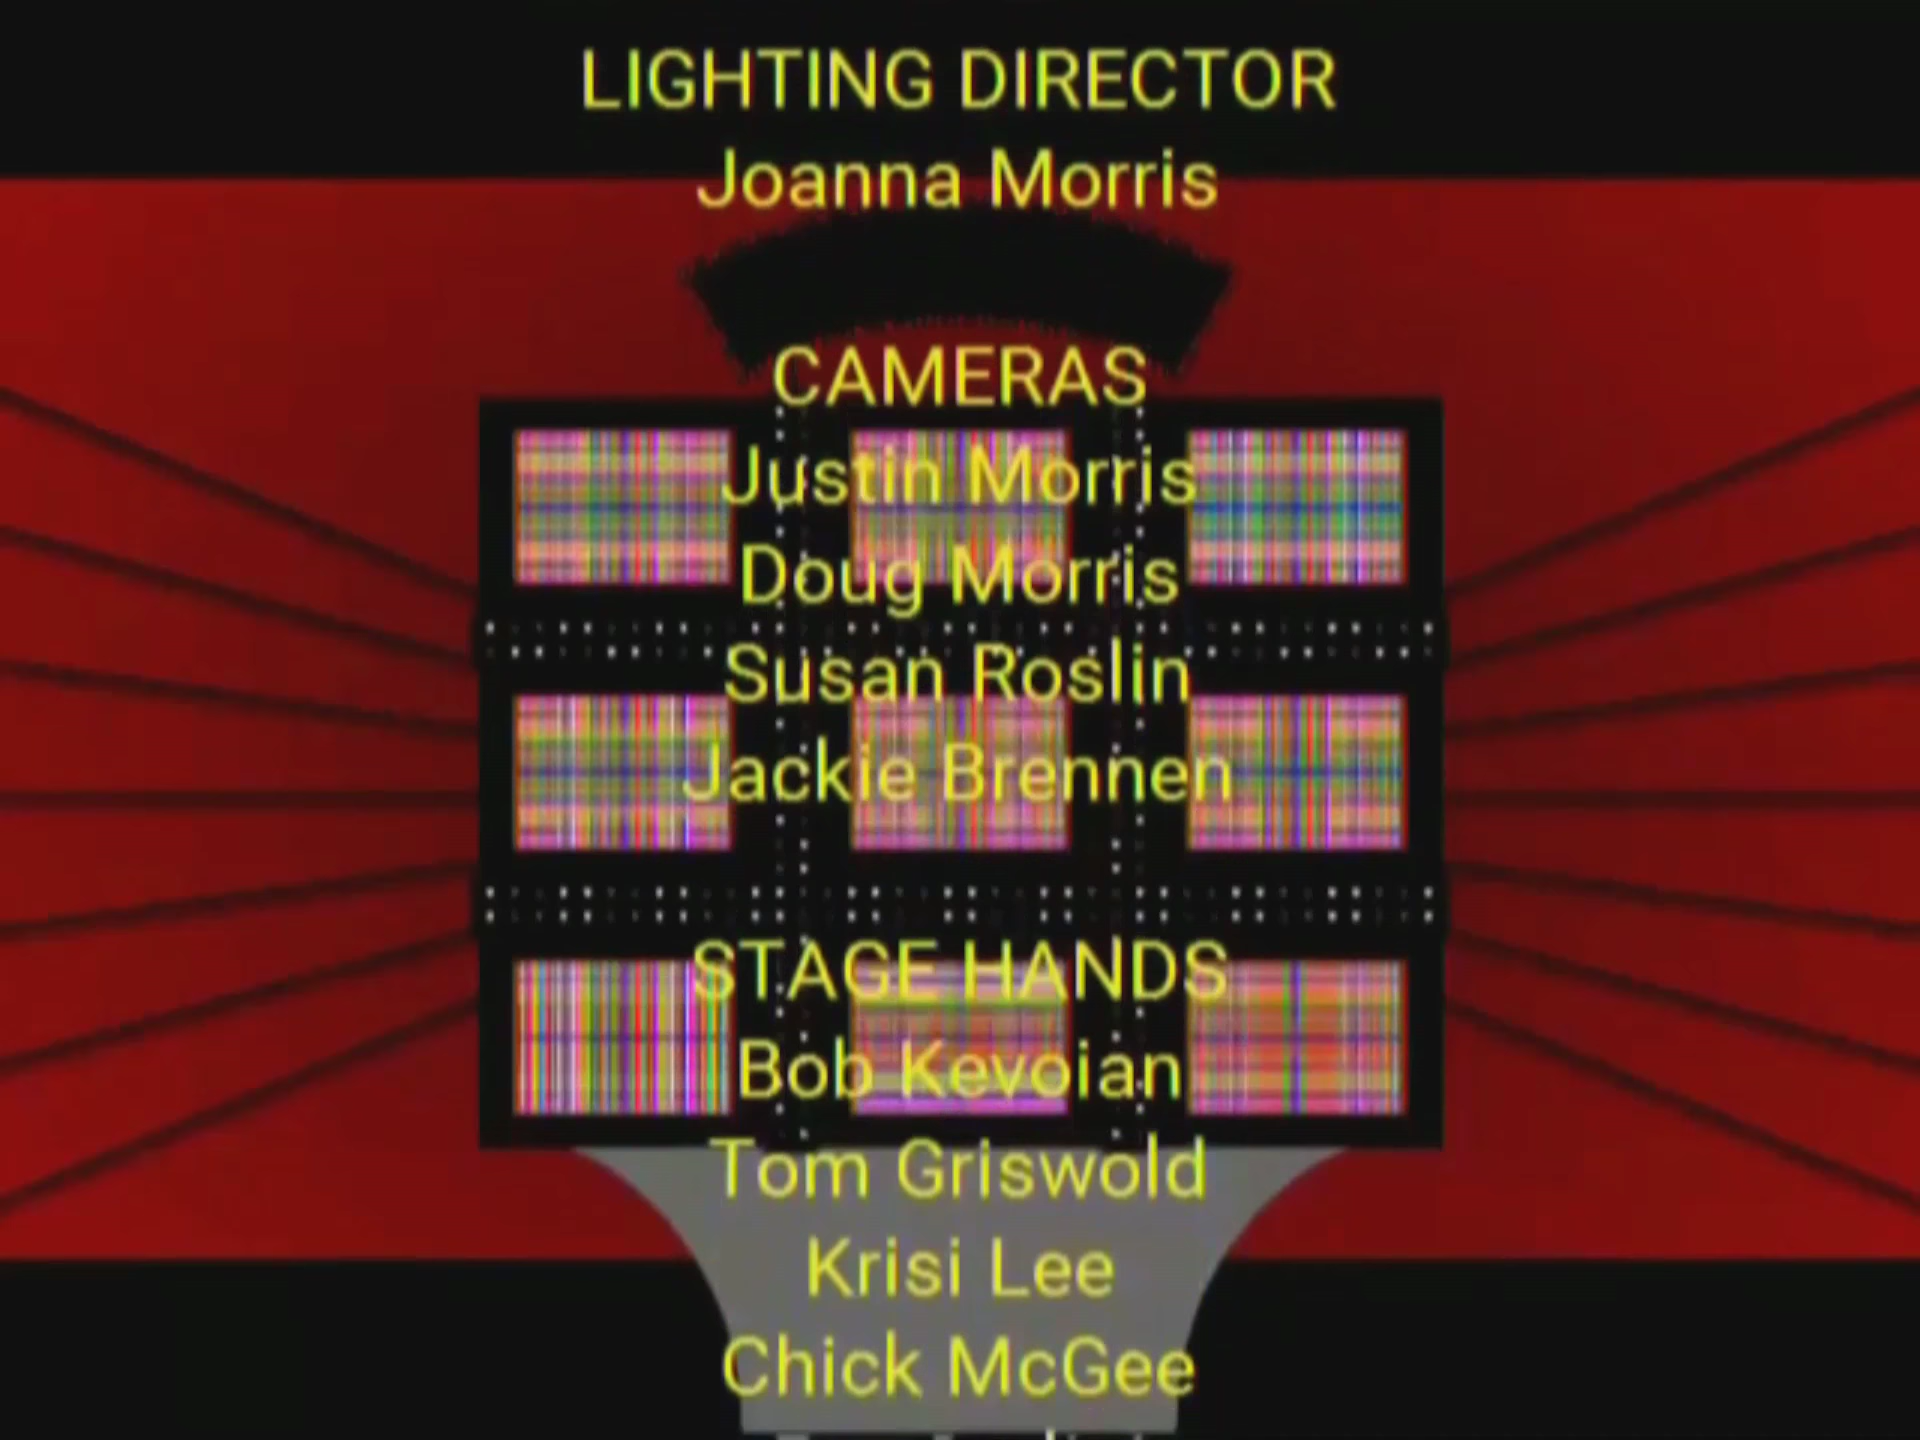 LIGHTING DIRECTOR
Joanna Morris
CAMERAS
Justin Morris
Doug Morris
Susan Roslin
Jackie Brennen
STAGE HANDS
Bob Kevoian
Tom Griswold
Krisi Lee
Chick McGee